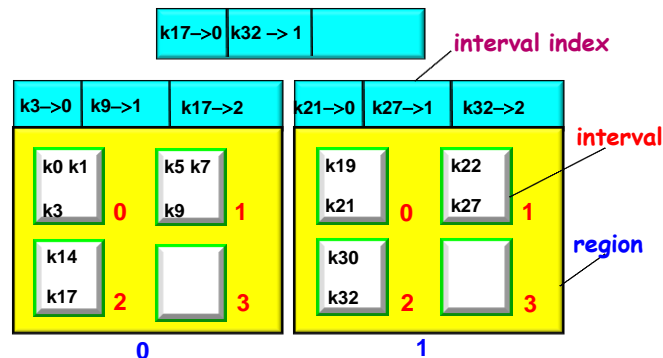 k17–>0 k32 –> 1
interval index
k3–>0 k9–>1 k17–>2
k21–>0 k27–>1 k32–>2
k0 k1
k3
0
k5 k7
k9
1
k14
k17
2
3
0
k19
k21
0
k22
k27
1
k30
k32
2
3
1
interval
region